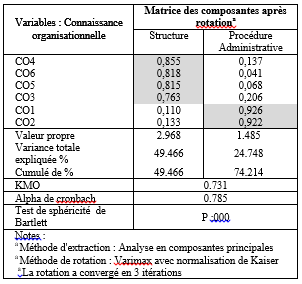 Variables : Connaissance organisationnelle
Matrice des composantes après rotationª
Structure
Procédure Administrative
CO4 0,855 0,137
CO6 0,818 0,041
CO5 0,815 0,068
CO3 0,763 0,206
CO1 0,110 0,926
CO2 0,133 0,922
Valeur propre 2.968 1.485
Variance totale expliquée % 49.466 24.748
Cumulé de % 49.466 74.214
KMO 0.731
Alpha de cronbach 0.785
Test de sphéricité de Bartlett P :000
Notes :
ª Méthode d'extraction : Analyse en composantes principales
ª Méthode de rotation : Varimax avec normalisation de Kaiser
ª La rotation a convergé en 3 itérations